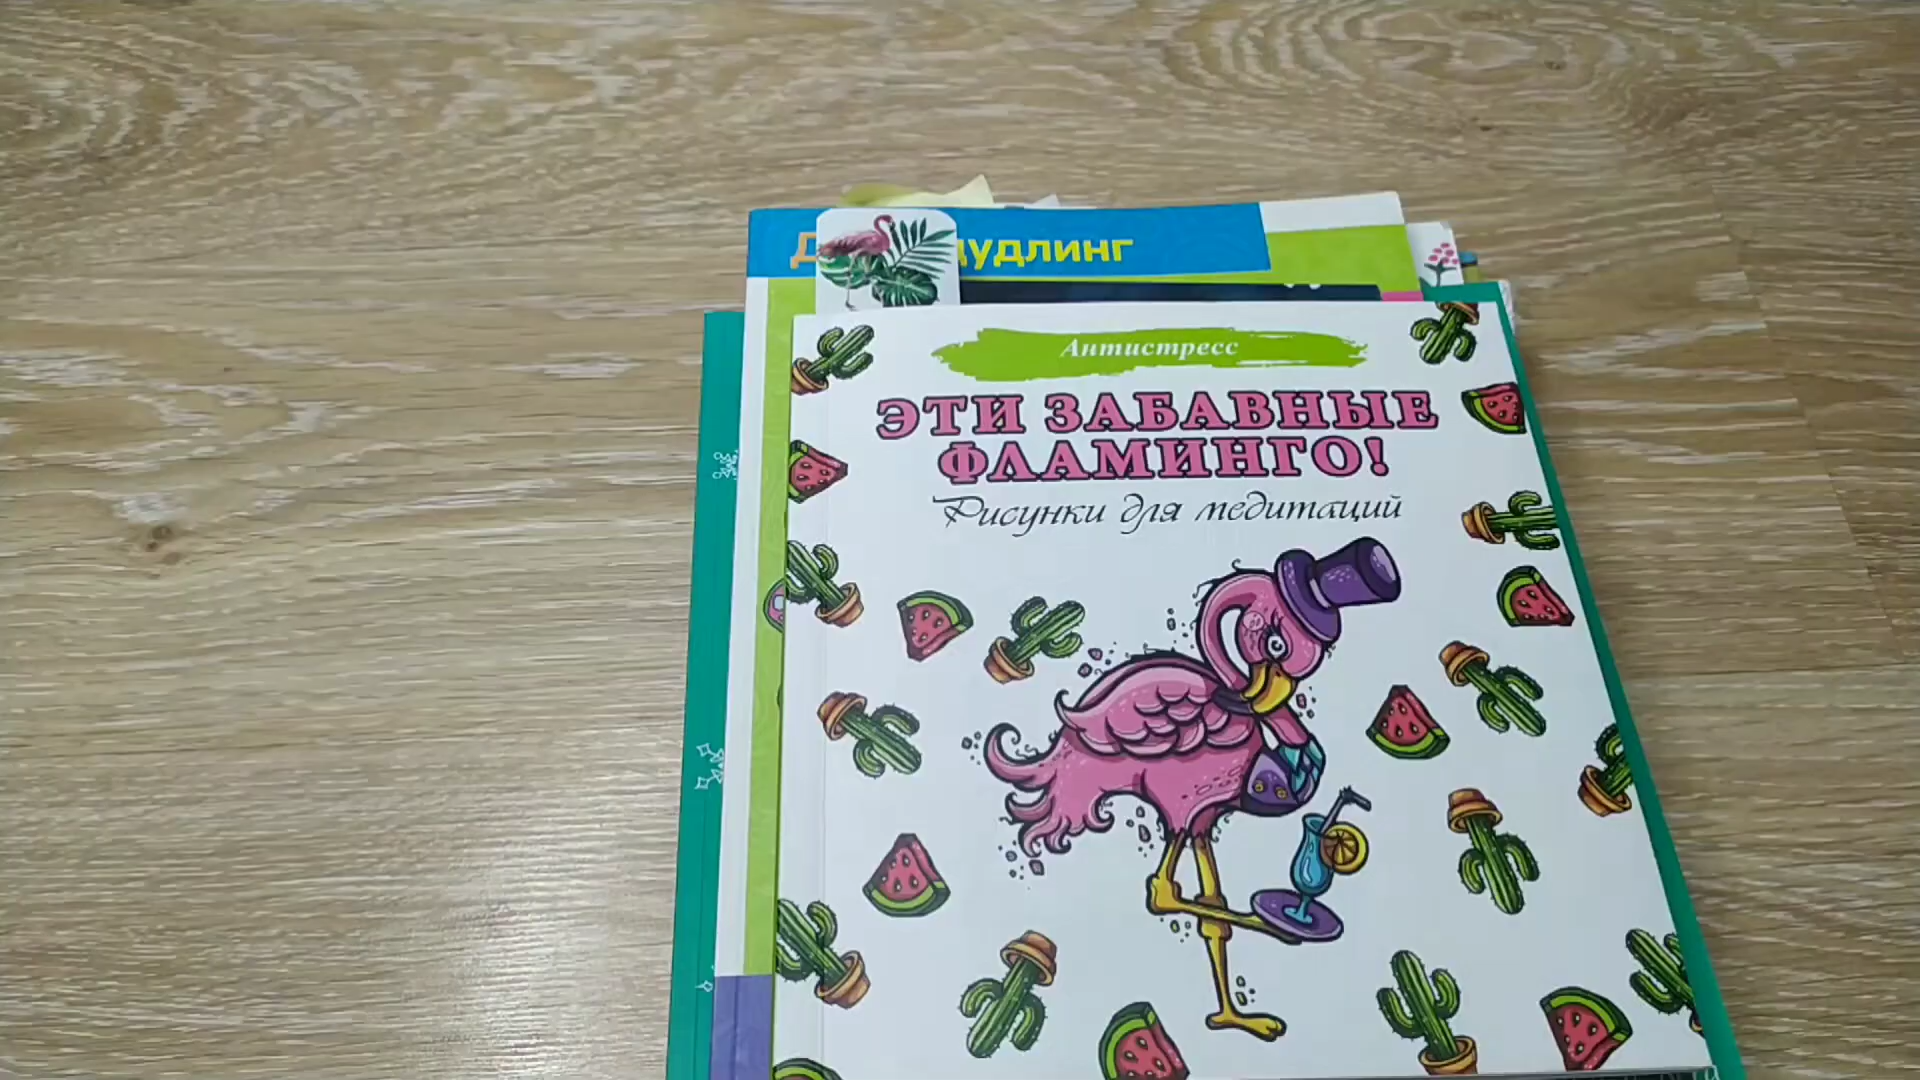 дудлинг
Антистресс
ЭТИ ЗАБАВНЫЕ
ФЛАМИНГО!
Рисунки для медитаций